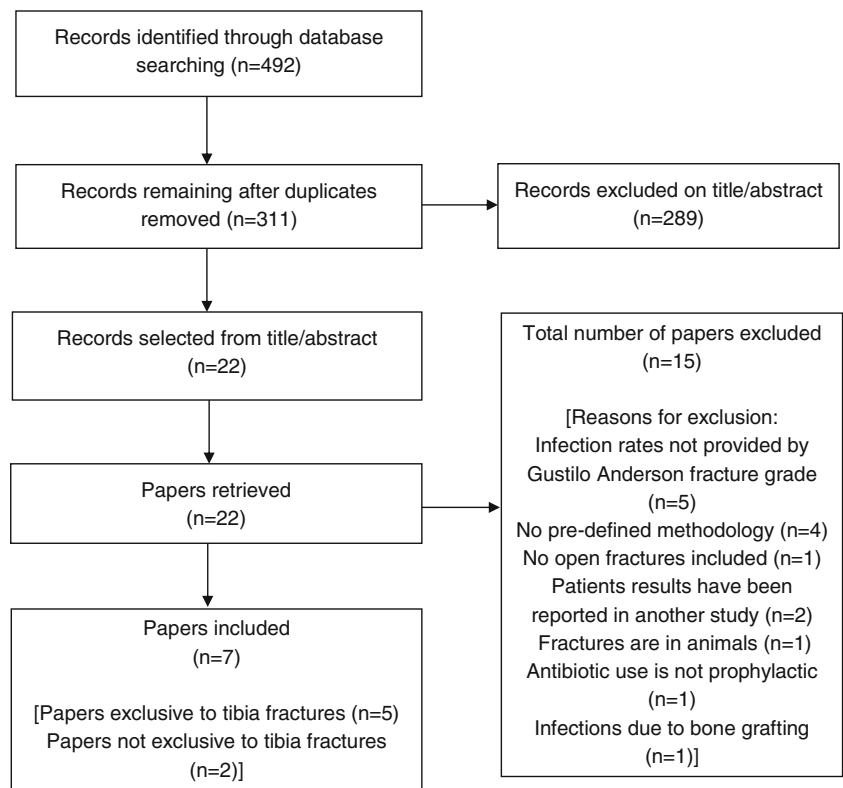 Records identified through database
searching (n=492)
Records remaining after duplicates
removed (n=311)
Records excluded on title/abstract
(n=289)
Records selected from title/abstract
(n=22)
Papers retrieved
(n=22)
Total number of papers excluded
(n=15)
[Reasons for exclusion:
Infection rates not provided by
Gustilo Anderson fracture grade
(n=5)
No pre-defined methodology (n=4)
No open fractures included (n=1)
Patients results have been
reported in another study (n=2)
Fractures are in animals (n=1)
Antibiotic use is not prophylactic
(n=1)
Infections due to bone grafting
(n=1)]
Papers included
(n=7)
[Papers exclusive to tibia fractures (n=5)
Papers not exclusive to tibia fractures
(n=2)]